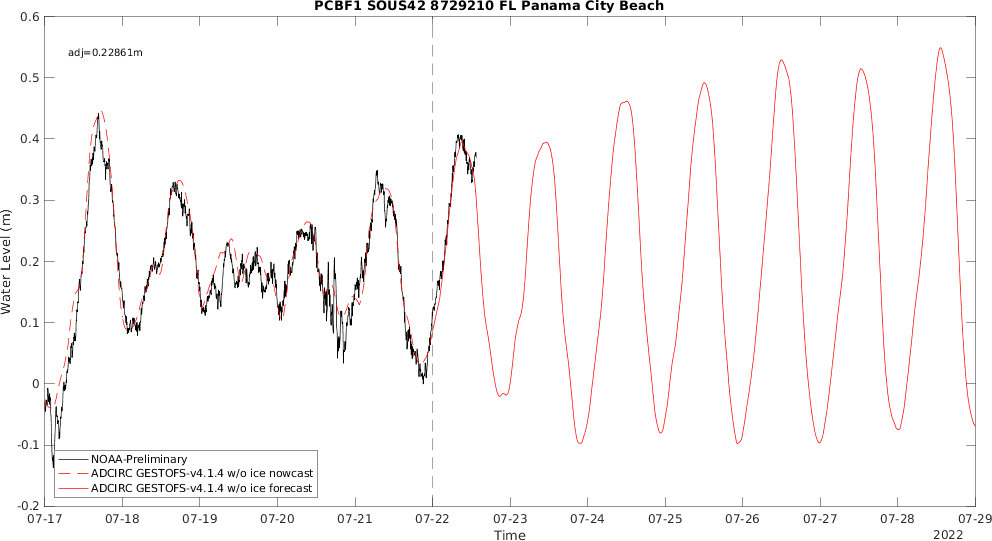 PCBF1 SOUS42 8729210 FL Panama City Beach
adj=0.22861m
Water Level (m)
0.6
0.5
0.4
0.3
0.2
0.1
0
-0.1
-0.2
NOAA-Preliminary
ADCIRC GESTOFS-v4.1.4 w/o ice nowcast
ADCIRC GESTOFS-v4.1.4 w/o ice forecast
07-17 07-18 07-19 07-20 07-21 07-22 07-23 07-24 07-25 07-26 07-27 07-28 07-29
Time
2022